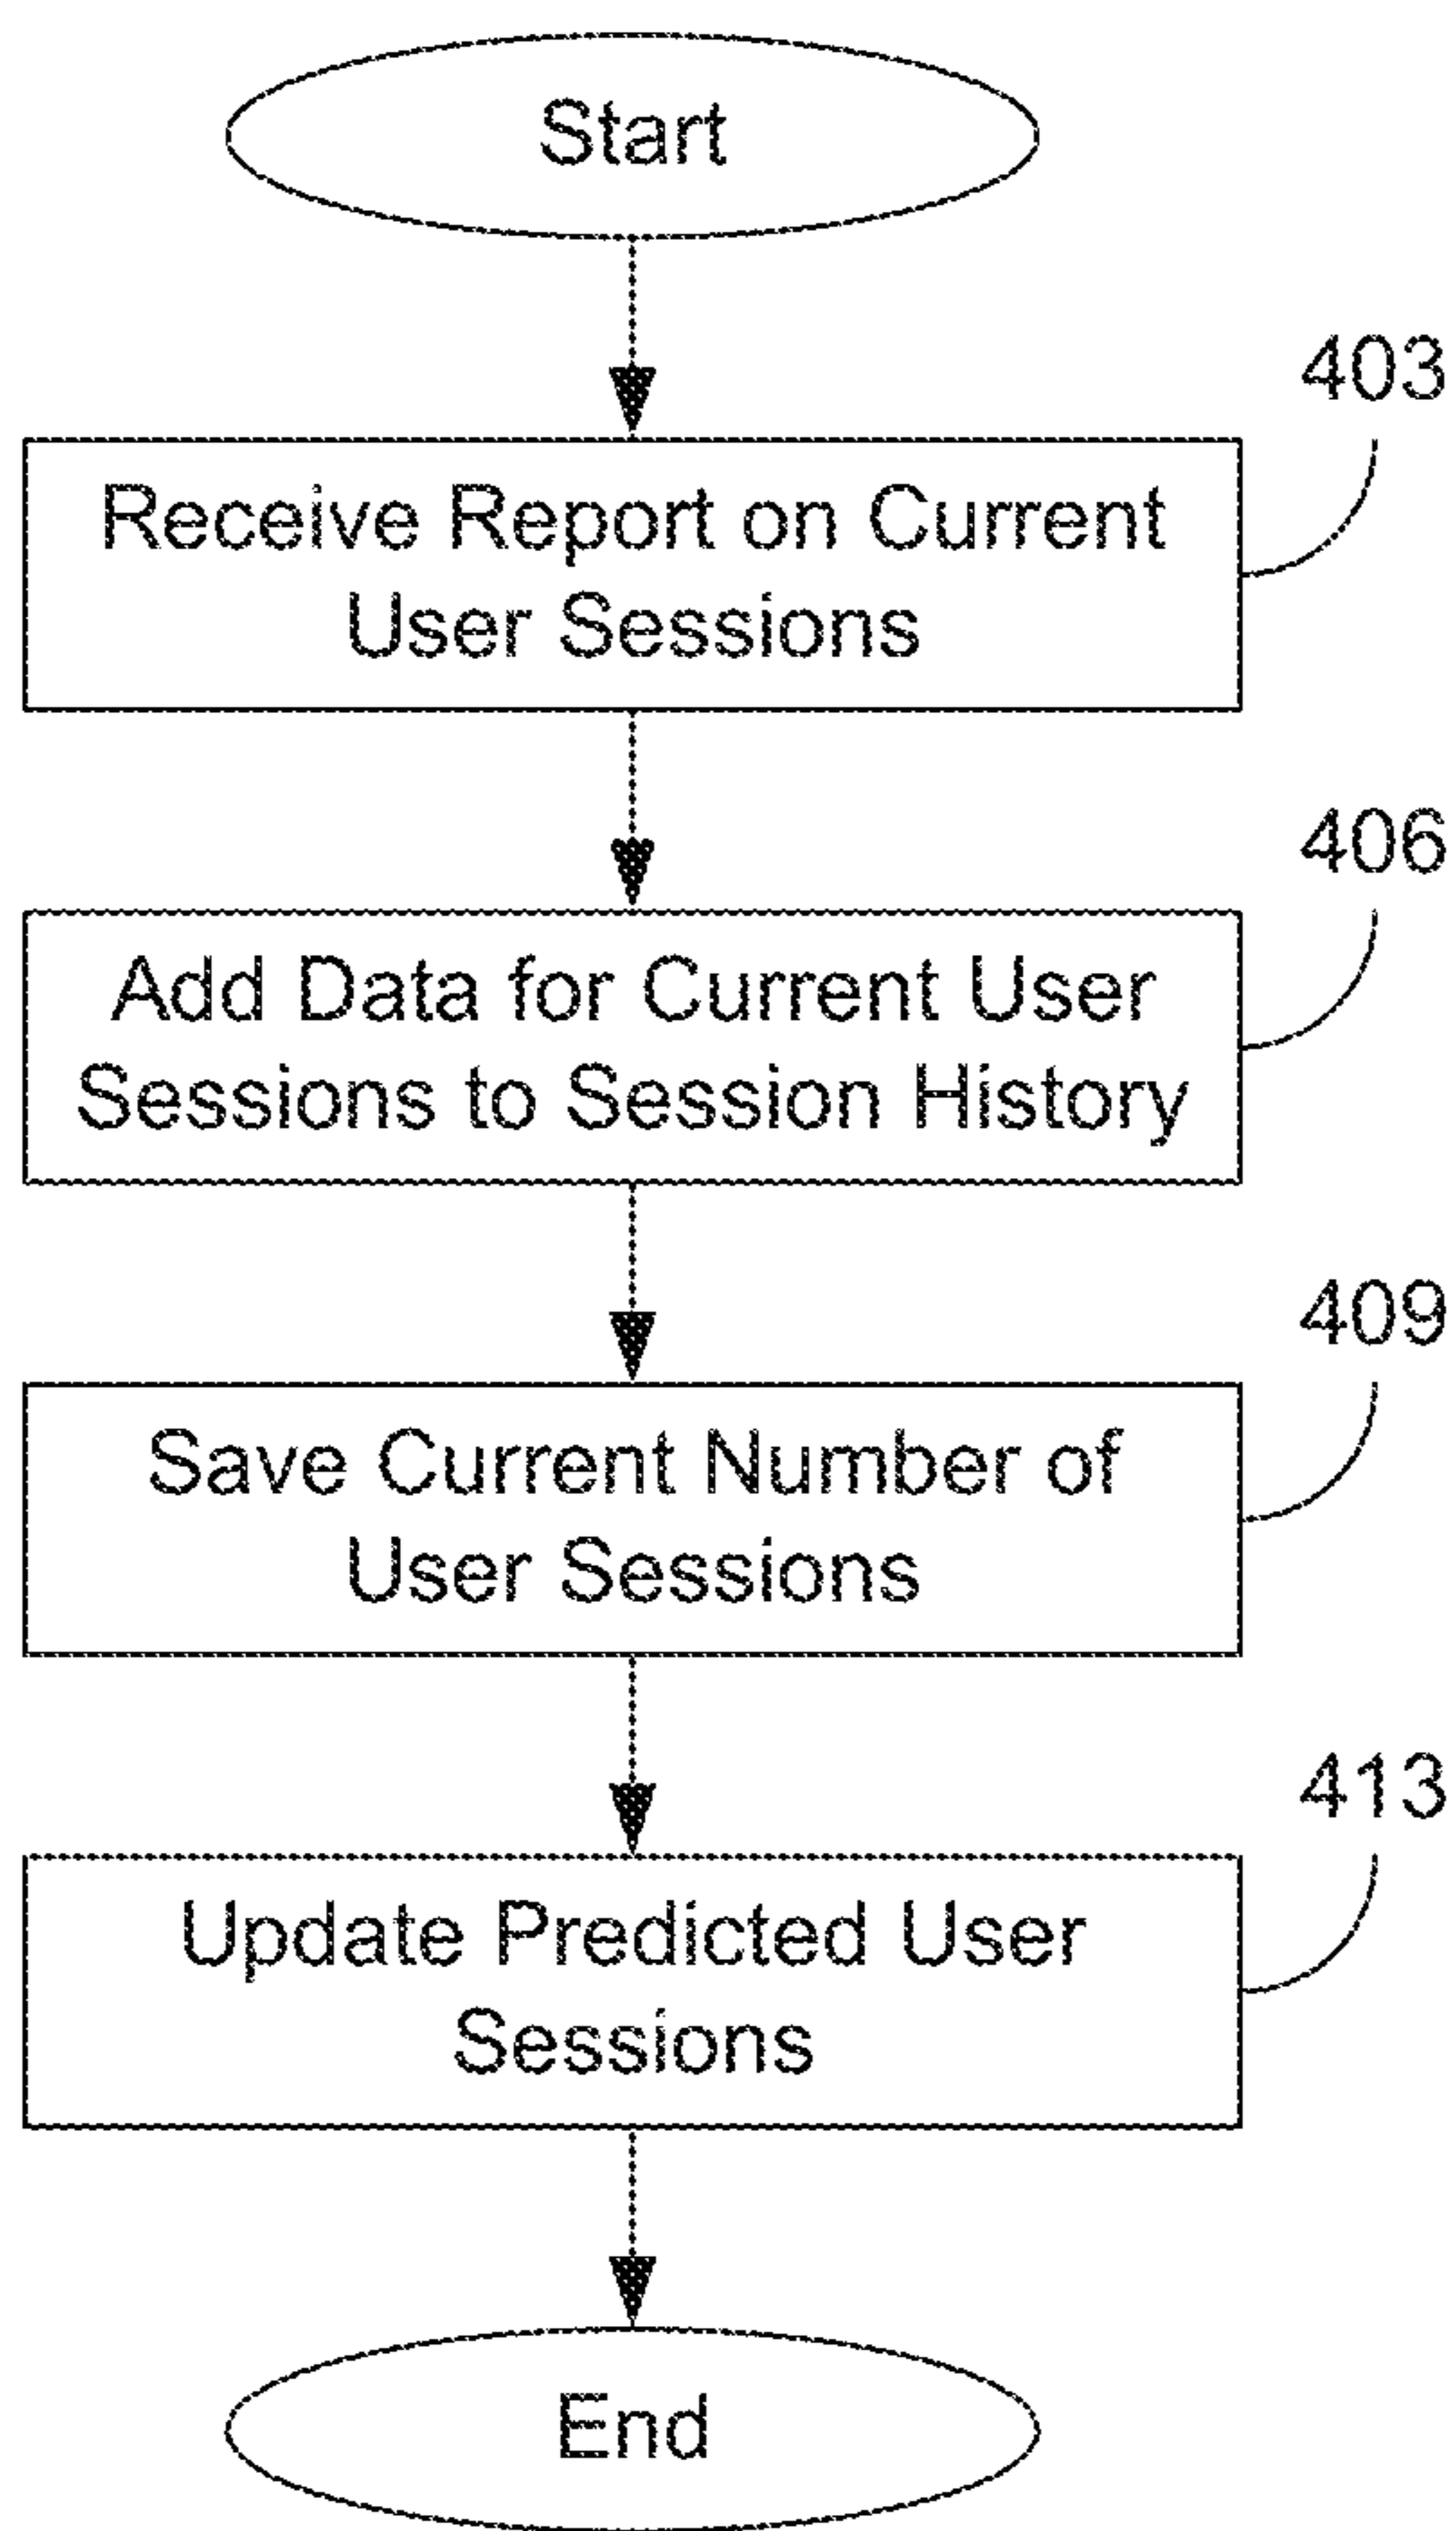 Start
403
Receive Report on Current
User Sessions
406
Add Data for Current User
Sessions to Session History
409
Save Current Number of
User Sessions
413
Update Predicted User
Sessions
End